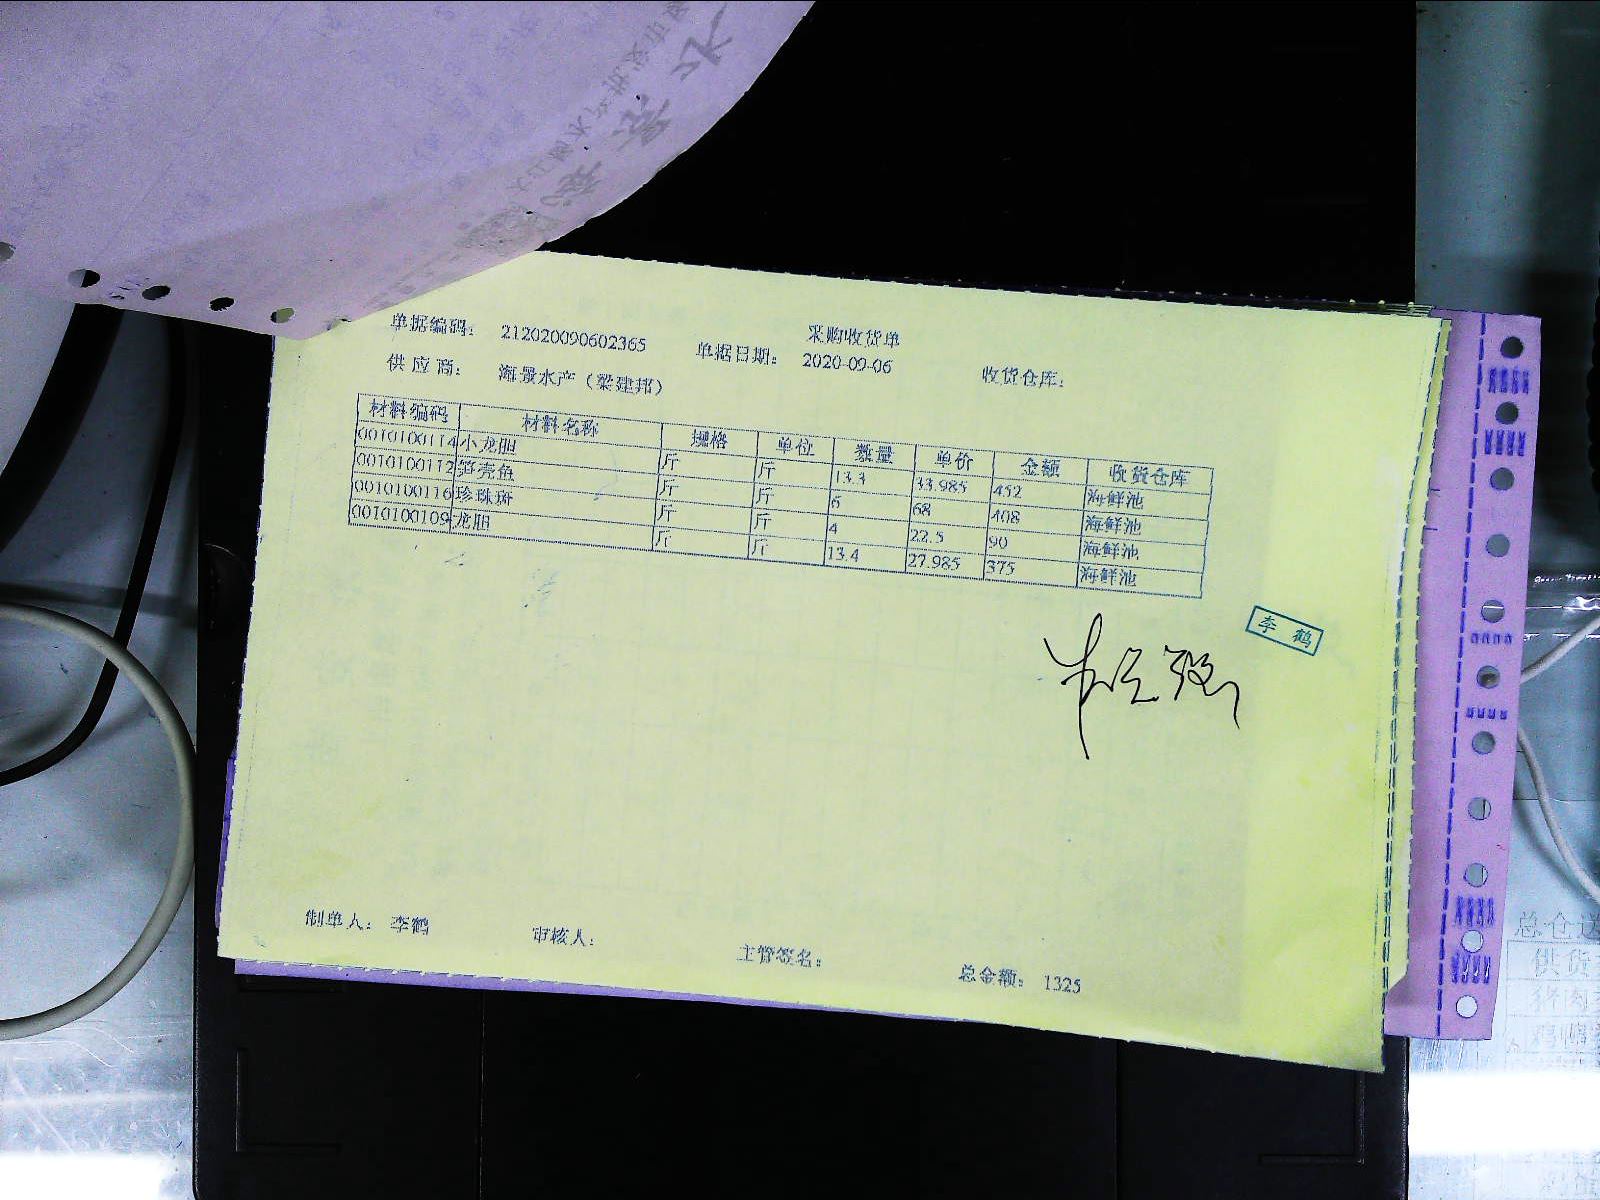 采购收货单
单据编码: 212020090602365 单据日期: 2020-09-06 收货仓库:
供应商: 海景水产(梁建邦)
材料编码 材料名称 规格 单位 数量 单价 金额 收货仓库
0010100114 小龙胆 斤 斤 13.3 33.985 452 海鲜池
0010100112 笋壳鱼 斤 斤 6 68 408 海鲜池
0010100116 珍珠斑 斤 斤 4 22.5 90 海鲜池
0010100109 龙胆 斤 斤 13.4 27.985 375 海鲜池
李鹤
制单人: 李鹤 审核人: 主管签名: 总金额: 1325
总仓送
供货